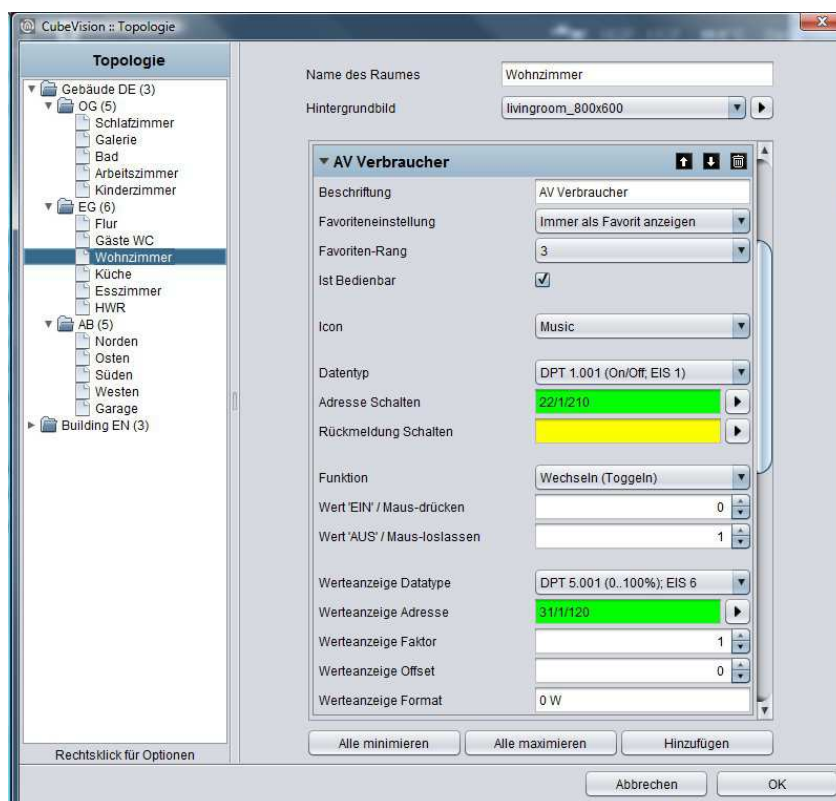 CubeVision :: Topologie
Topologie
Gebäude DE (3)
OG (5)
Schlafzimmer
Galerie
Bad
Arbeitszimmer
Kinderzimmer
EG (6)
Flur
Gäste WC
Wohnzimmer
Küche
Esszimmer
HWR
AB (5)
Norden
Osten
Süden
Westen
Garage
Building EN (3)
Rechtsklick für Optionen
Name des Raumes Wohnzimmer
Hintergrundbild livingroom_800x600
AV Verbraucher
Beschriftung AV Verbraucher
Favoriteneinstellung Immer als Favorit anzeigen
Favoriten-Rang 3
Ist Bedienbar
Icon Music
Datentyp DPT 1.001 (On/Off; EIS 1)
Adresse Schalten 22/1/210
Rückmeldung Schalten
Funktion Wechseln (Toggeln)
Wert 'EIN' / Maus-drücken 0
Wert 'AUS' / Maus-loslassen 1
Werteanzeige Datatype DPT 5.001 (0..100%); EIS 6
Werteanzeige Adresse 31/1/120
Werteanzeige Faktor 1
Werteanzeige Offset 0
Werteanzeige Format 0 W
Alle minimieren Alle maximieren Hinzufügen
Abbrechen OK